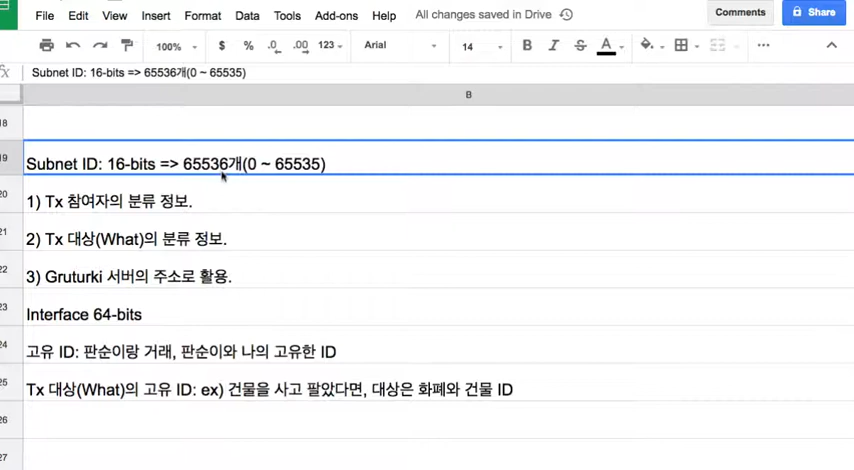 File Edit View Insert Format Data Tools Add-ons Help All changes saved in Drive Comments Share
100% $ % .0 .00 123 Arial 14 B I S A
fx Subnet ID: 16-bits => 65536개(0 ~ 65535)
B
18
19 Subnet ID: 16-bits => 65536개(0 ~ 65535)
20 1) Tx 참여자의 분류 정보.
21 2) Tx 대상(What)의 분류 정보.
22 3) Gruturki 서버의 주소로 활용.
23 Interface 64-bits
24 고유 ID: 판순이랑 거래, 판순이와 나의 고유한 ID
25 Tx 대상(What)의 고유 ID: ex) 건물을 사고 팔았다면, 대상은 화폐와 건물 ID
26
27